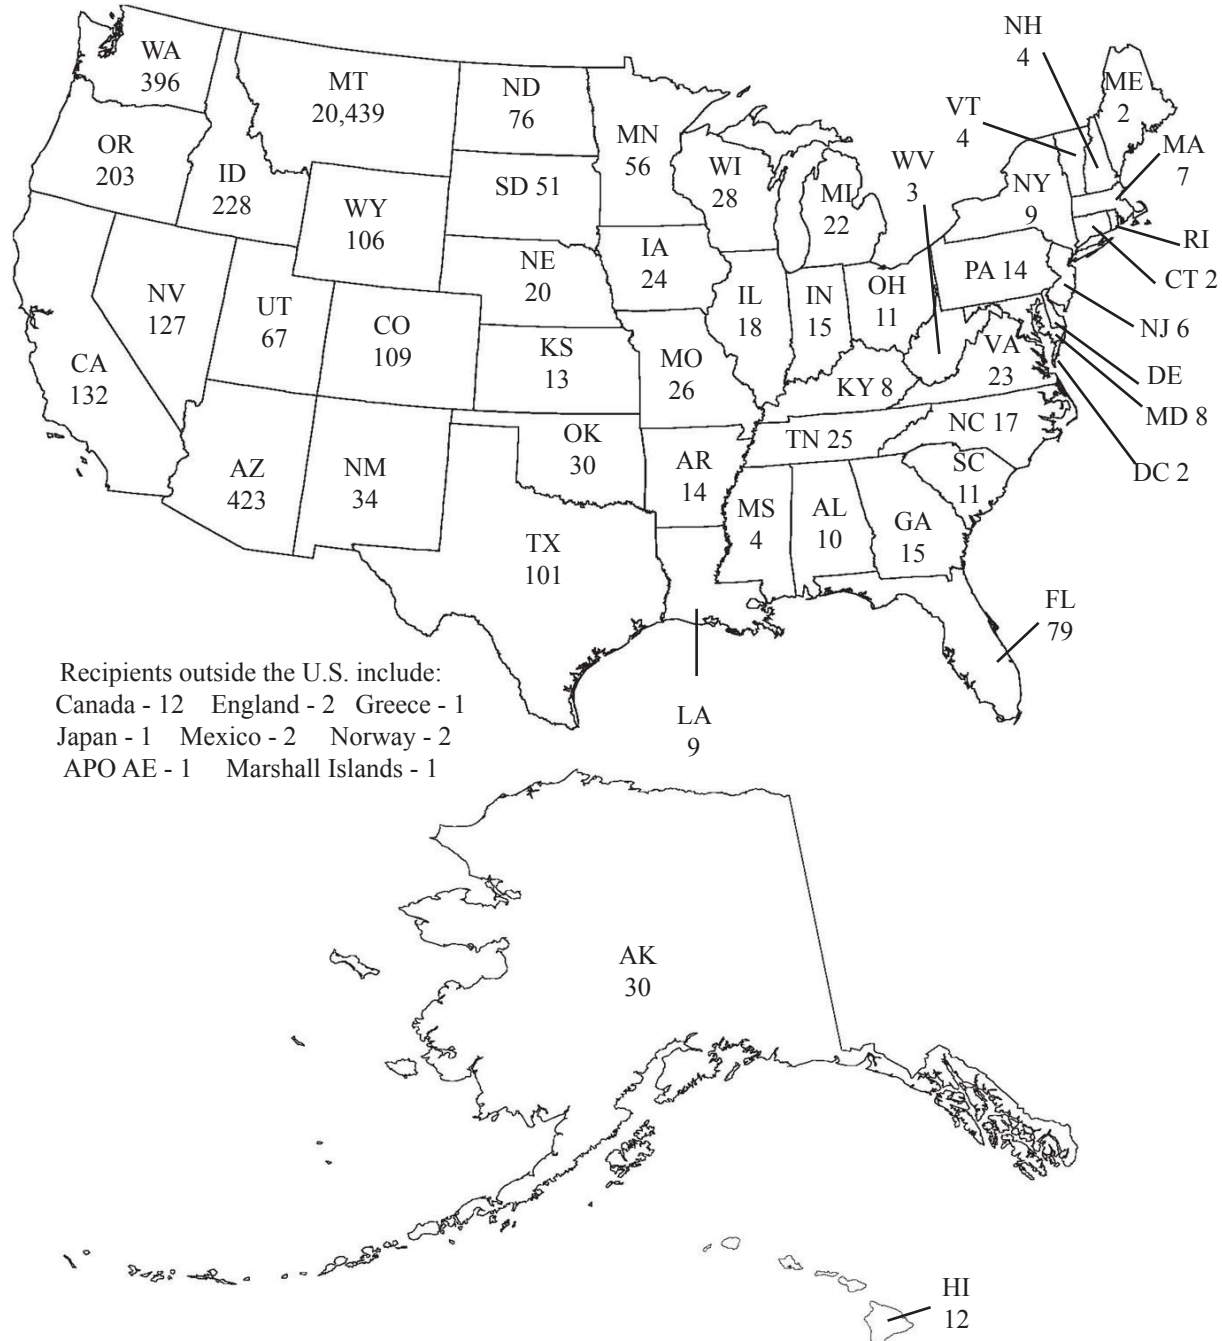 NH
4
WA
396
MT
20,439
ND
76
ME
2
VT
4
MN
56
OR
203
WV
3
MA
7
WI
28
MI
22
ID
228
SD 51
NY
9
WY
106
RI
NE
20
IA
24
PA 14
CT 2
NV
127
UT
67
CO
109
IL
18
IN
15
OH
11
NJ 6
KS
13
VA
23
CA
132
MO
26
KY 8
DE
MD 8
NC 17
OK
30
TN 25
AZ
423
NM
34
AR
14
SC
11
DC 2
MS
4
AL
10
GA
15
TX
101
FL
79
Recipients outside the U.S. include:
Canada - 12 England - 2 Greece - 1
Japan - 1 Mexico - 2 Norway - 2
APO AE - 1 Marshall Islands - 1
LA
9
AK
30
HI
12